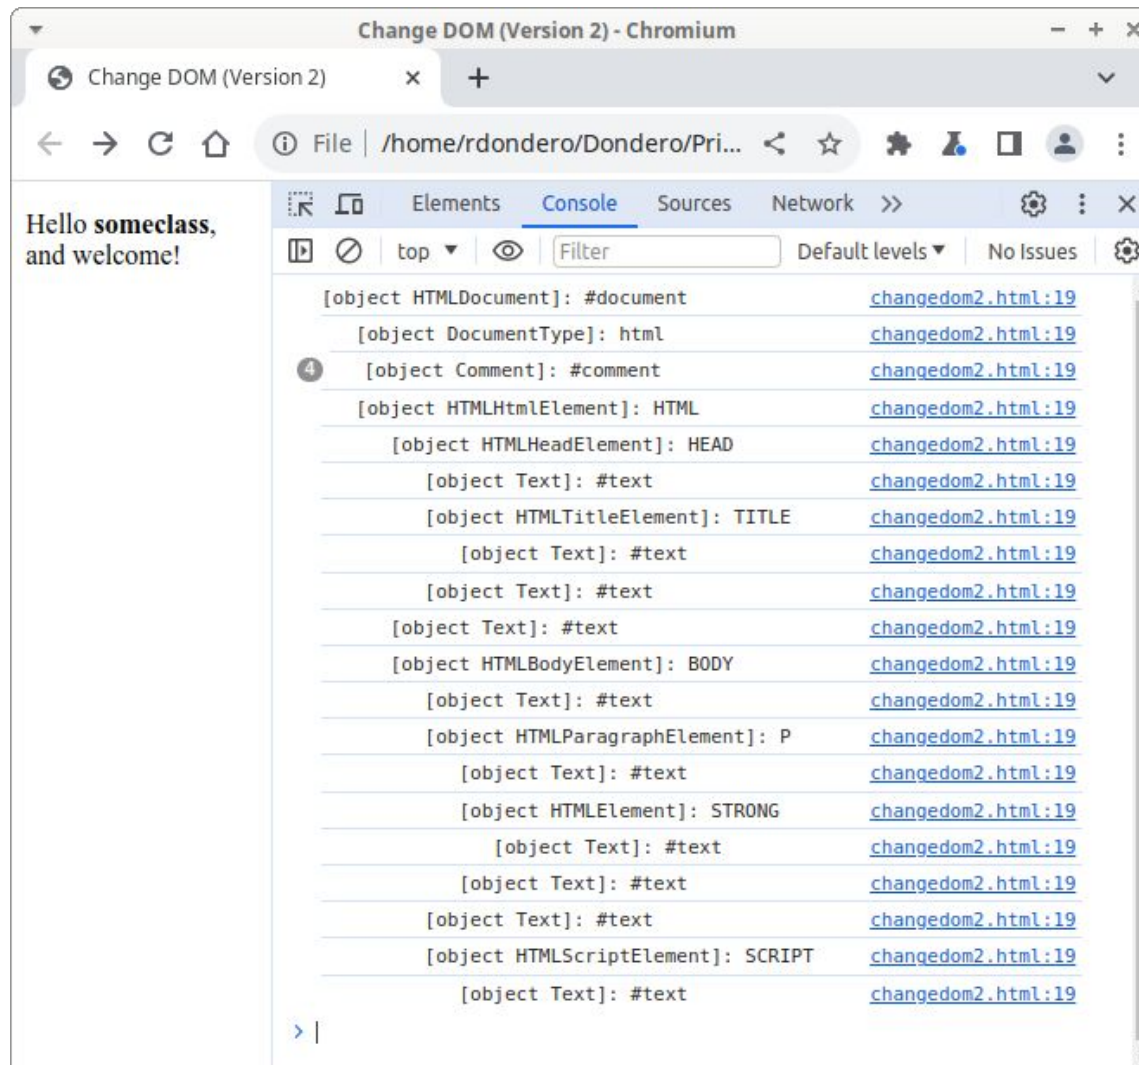 Change DOM (Version 2) - Chromium
Change DOM (Version 2)
File | /home/rdondero/Dondero/Pri...
Hello someclass,
and welcome!
Elements Console Sources Network >>
top Filter Default levels No Issues
[object HTMLDocument]: #document changedom2.html:19
[object DocumentType]: html changedom2.html:19
4 [object Comment]: #comment changedom2.html:19
[object HTMLHtmlElement]: HTML changedom2.html:19
[object HTMLHeadElement]: HEAD changedom2.html:19
[object Text]: #text changedom2.html:19
[object HTMLTitleElement]: TITLE changedom2.html:19
[object Text]: #text changedom2.html:19
[object Text]: #text changedom2.html:19
[object Text]: #text changedom2.html:19
[object HTMLBodyElement]: BODY changedom2.html:19
[object Text]: #text changedom2.html:19
[object HTMLParagraphElement]: P changedom2.html:19
[object Text]: #text changedom2.html:19
[object HTMLElement]: STRONG changedom2.html:19
[object Text]: #text changedom2.html:19
[object Text]: #text changedom2.html:19
[object Text]: #text changedom2.html:19
[object HTMLScriptElement]: SCRIPT changedom2.html:19
[object Text]: #text changedom2.html:19
>